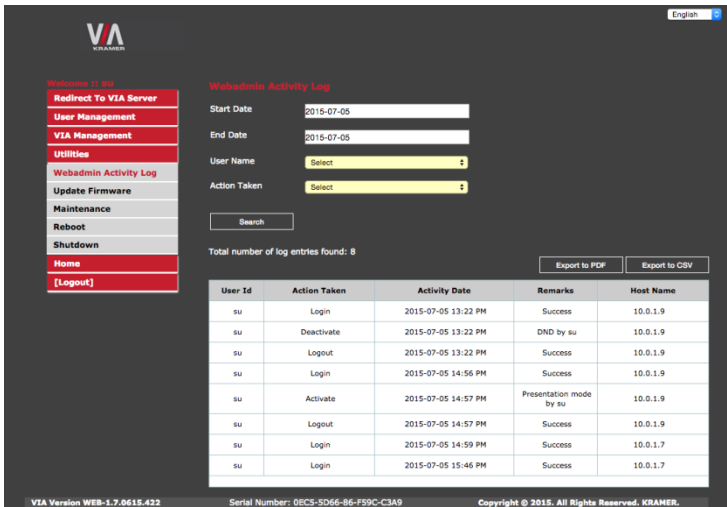 English
VIA
KRAMER
Welcome :: su
Redirect To VIA Server
User Management
VIA Management
Utilities
Webadmin Activity Log
Update Firmware
Maintenance
Reboot
Shutdown
Home
[Logout]
Webadmin Activity Log
Start Date 2015-07-05
End Date 2015-07-05
User Name Select
Action Taken Select
Search
Total number of log entries found: 8
Export to PDF Export to CSV
User Id Action Taken Activity Date Remarks Host Name
su Login 2015-07-05 13:22 PM Success 10.0.1.9
su Deactivate 2015-07-05 13:22 PM DND by su 10.0.1.9
su Logout 2015-07-05 13:22 PM Success 10.0.1.9
su Login 2015-07-05 14:56 PM Success 10.0.1.9
su Activate 2015-07-05 14:57 PM Presentation mode by su 10.0.1.9
su Logout 2015-07-05 14:57 PM Success 10.0.1.9
su Login 2015-07-05 14:59 PM Success 10.0.1.7
su Login 2015-07-05 15:46 PM Success 10.0.1.7
VIA Version WEB-1.7.0615.422 Serial Number: 0EC5-5D66-86-F59C-C3A9 Copyright © 2015. All Rights Reserved. KRAMER.